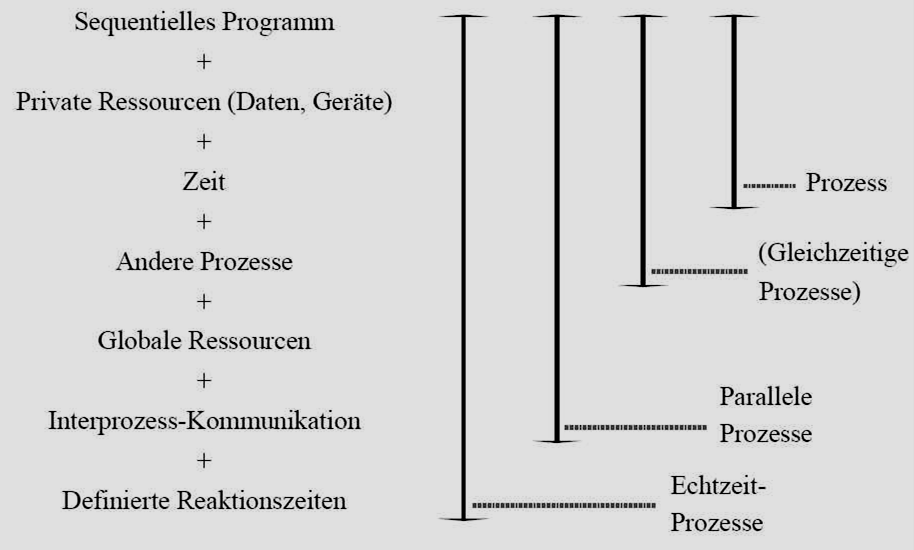 Sequentielles Programm
+
Private Ressourcen (Daten, Geräte)
+
Zeit
+
Andere Prozesse
+
Globale Ressourcen
+
Interprozess-Kommunikation
+
Definierte Reaktionszeiten
Prozess
(Gleichzeitige
Prozesse)
Parallele
Prozesse
Echtzeit-
Prozesse